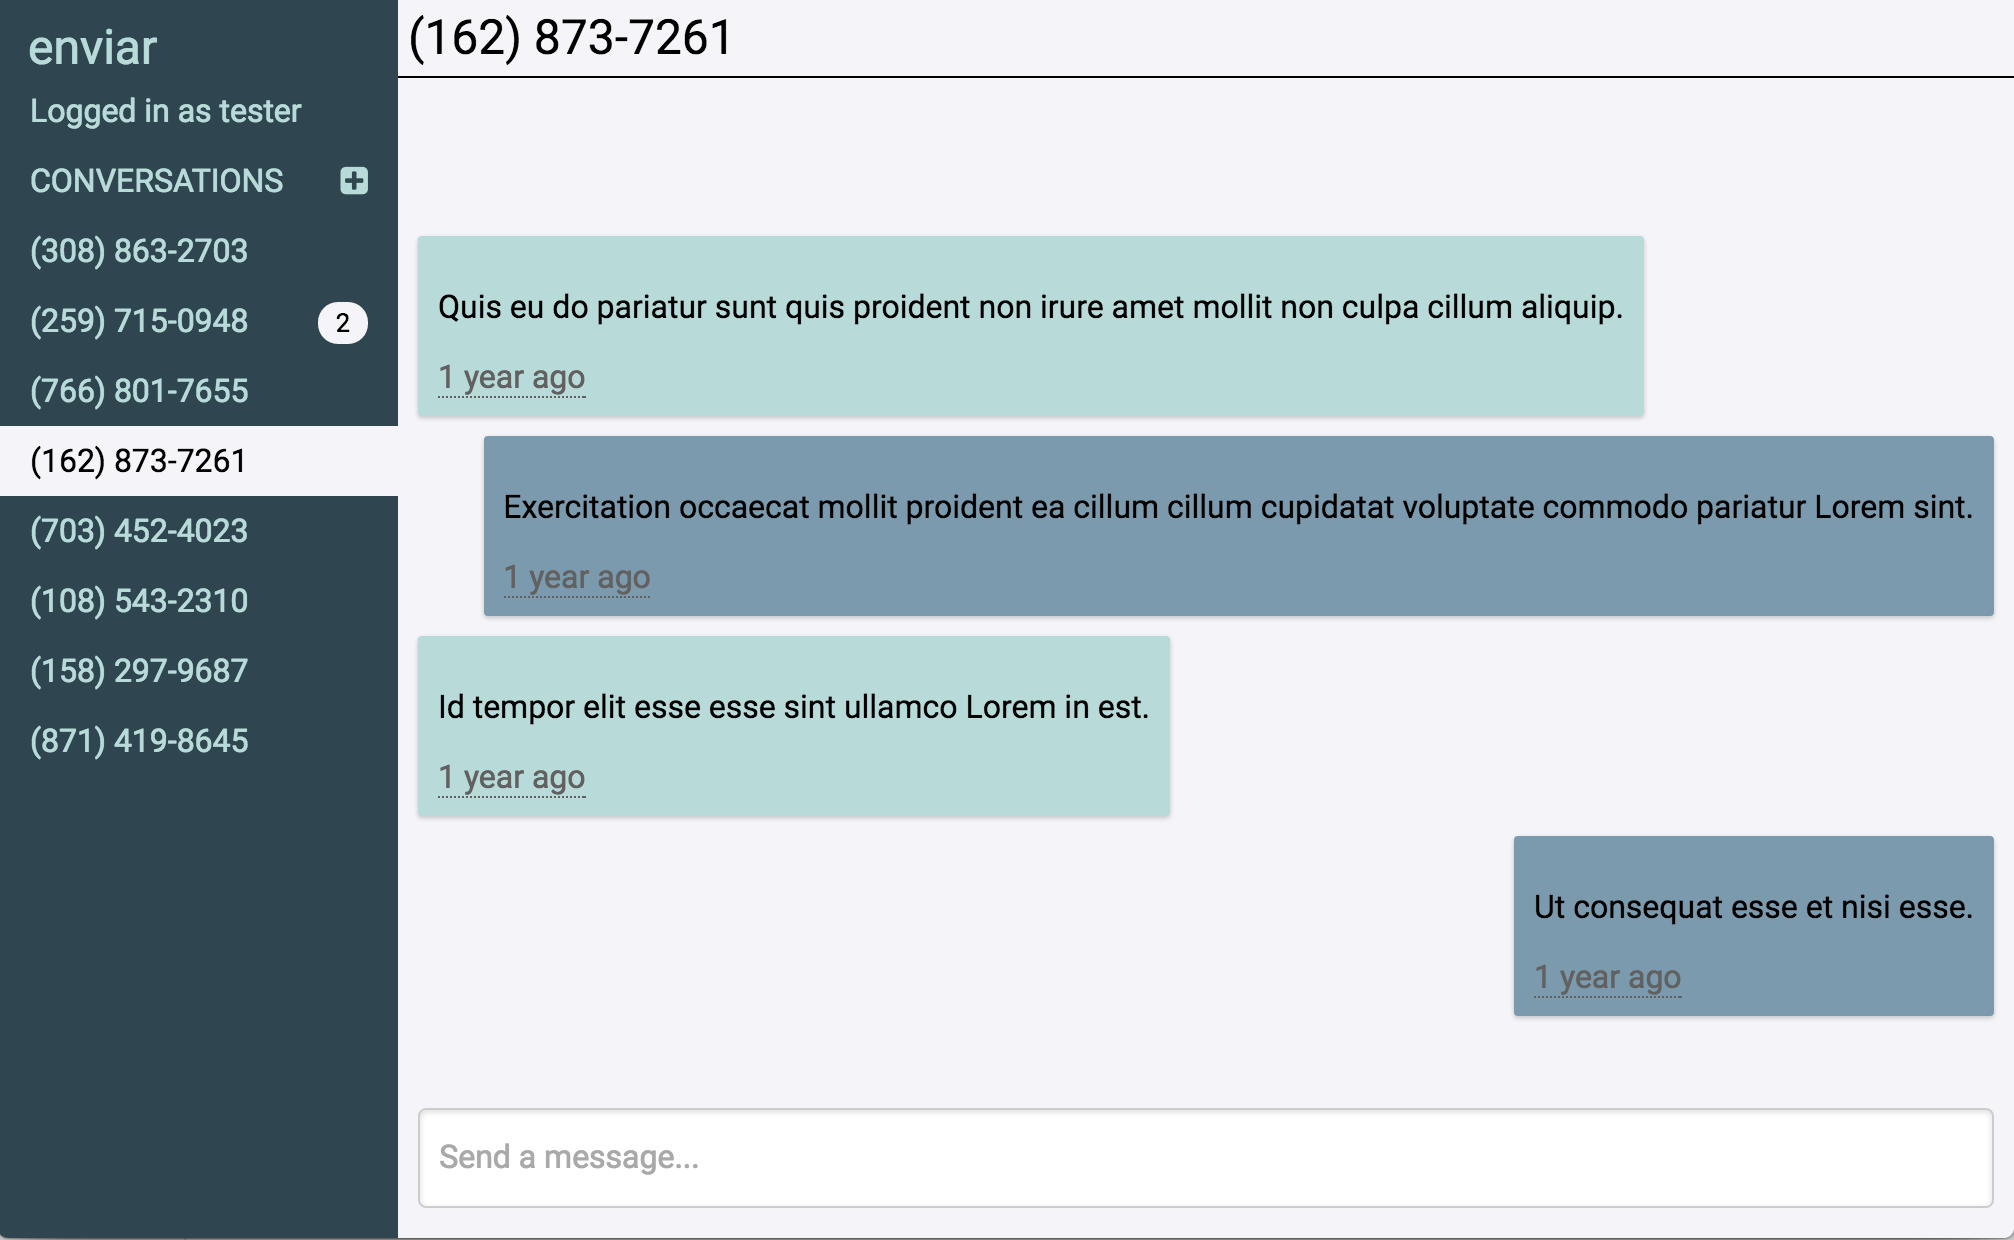 enviar
Logged in as tester
CONVERSATIONS
(308) 863-2703
(259) 715-0948 2
(766) 801-7655
(162) 873-7261
(703) 452-4023
(108) 543-2310
(158) 297-9687
(871) 419-8645
(162) 873-7261
Quis eu do pariatur sunt quis proident non irure amet mollit non culpa cillum aliquip.
1 year ago
Exercitation occaecat mollit proident ea cillum cillum cupidatat voluptate commodo pariatur Lorem sint.
1 year ago
Id tempor elit esse esse sint ullamco Lorem in est.
1 year ago
Ut consequat esse et nisi esse.
1 year ago
Send a message...